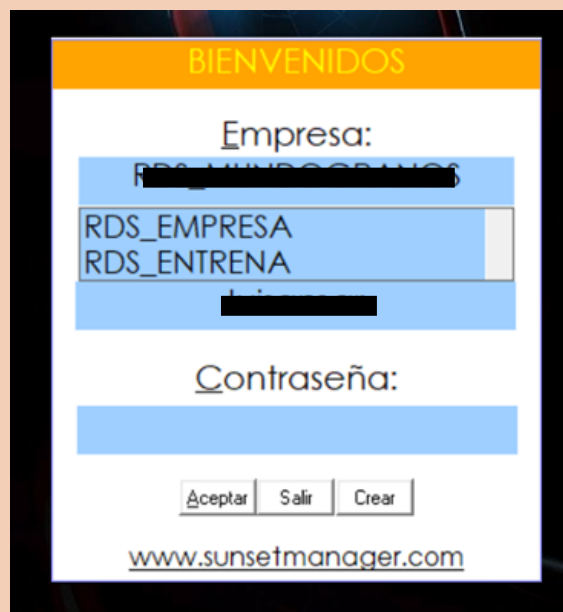 BIENVENIDOS
Empresa:
RDS_EMPRESA
RDS_ENTRENA
Contraseña:
Aceptar Salir Crear
www.sunsetmanager.com